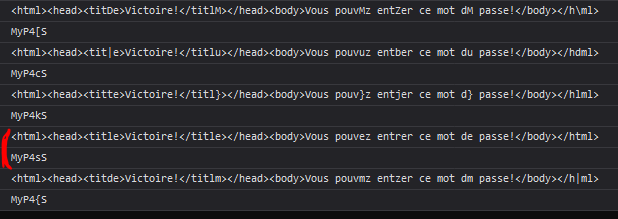 <html><head><titDe>Victoire!</titlM></head><body>Vous pouvMz entZer ce mot dM passe!</body></h\ml>
MyP4[S
<html><head><tit|e>Victoire!</titlu></head><body>Vous pouvuz entber ce mot du passe!</body></hdml>
MyP4cS
<html><head><titte>Victoire!</titl}></head><body>Vous pouv}z entjer ce mot d} passe!</body></hlml>
MyP4kS
<html><head><title>Victoire!</title></head><body>Vous pouvez entrer ce mot de passe!</body></html>
MyP4sS
<html><head><titde>Victoire!</titlm></head><body>Vous pouvmz entzer ce mot dm passe!</body></h|ml>
MyP4{S